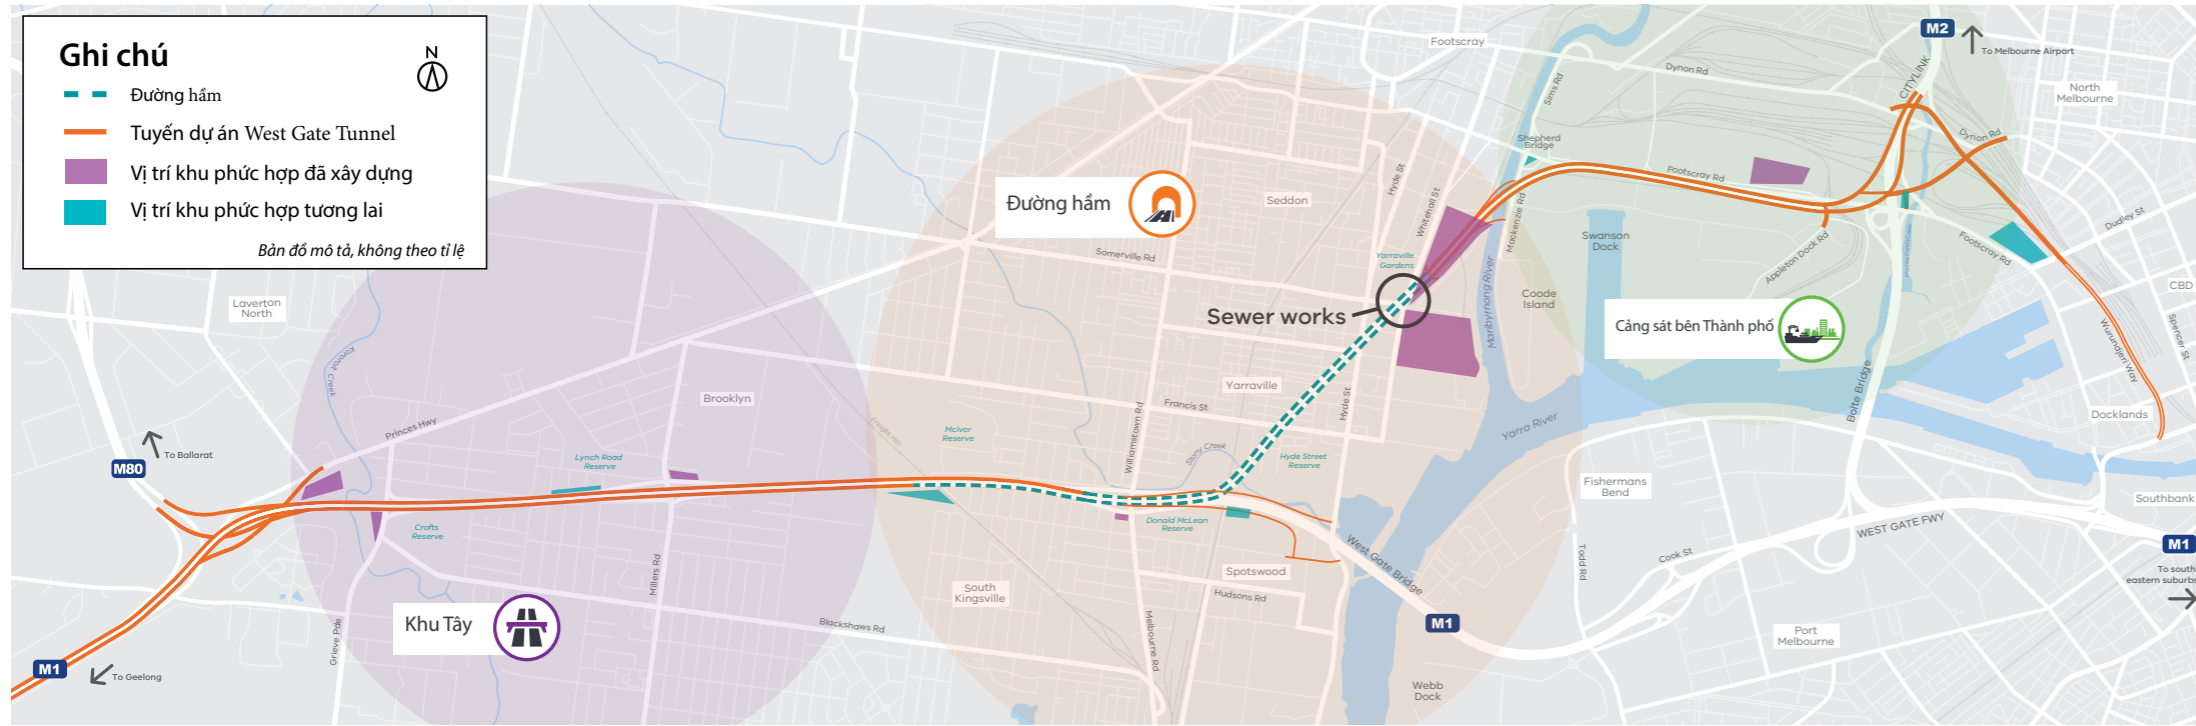 Ghi chú
N
Đường hầm
Tuyến dự án West Gate Tunnel
Vị trí khu phức hợp đã xây dựng
Vị trí khu phức hợp tương lai
Bản đồ mô tả, không theo tỉ lệ
M2
To Melbourne Airport
CITYLINK
Footscray
Dynon Rd
North
Melbourne
Sims Rd
Shepherd
Bridge
Dynon Rd
Hyde St
Whitehall St
Footscray Rd
Đường hầm
Seddon
Mackenzie Rd
Dudley St
Swanson
Dock
Appleton Dock Rd
Footscray Rd
Somerville Rd
Yarraville
Gardens
Maribyrnong River
Coode
Island
CBD
Spencer St
Laverton
North
Sewer works
Cảng sát bên Thành phố
Wurundjeri Way
Kororoit
Creek
Yarraville
Bolte Bridge
Brooklyn
Francis St
Hyde St
Docklands
Princes Hwy
Freight rail
McIvor
Reserve
Williamstown Rd
Stony Creek
Yarra River
To Ballarat
M80
Lynch Road
Reserve
Hyde Street
Reserve
Fishermans
Bend
Southbank
Crofts
Reserve
Donald McLean
Reserve
WEST GATE FWY
M1
West Gate Bridge
Todd Rd
Cook St
To south
eastern suburbs
Millers Rd
South
Kingsville
Spotswood
Hudsons Rd
Khu Tây
Grieve Pde
Blackshaws Rd
Melbourne Rd
M1
Port
Melbourne
M1
To Geelong
Webb
Dock